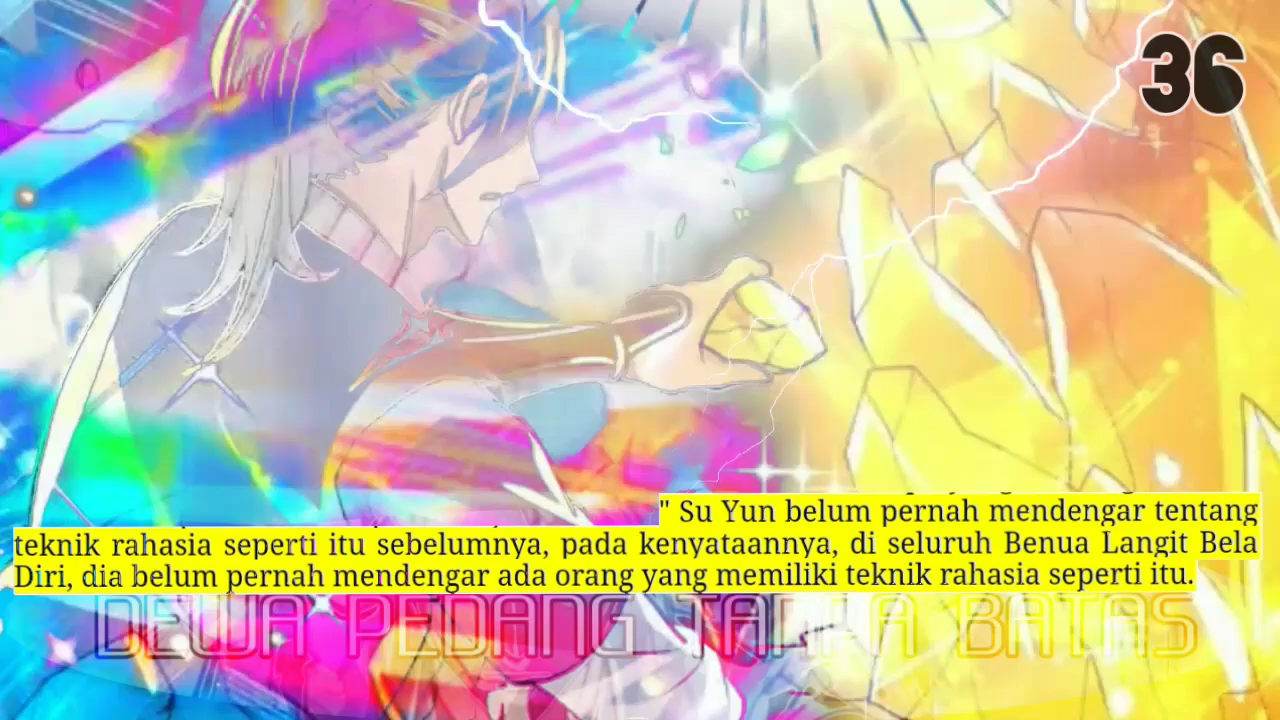 36
" Su Yun belum pernah mendengar tentang
teknik rahasia seperti itu sebelumnya, pada kenyataannya, di seluruh Benua Langit Bela
Diri, dia belum pernah mendengar ada orang yang memiliki teknik rahasia seperti itu.
DEWA PEDANG TANPA BATAS